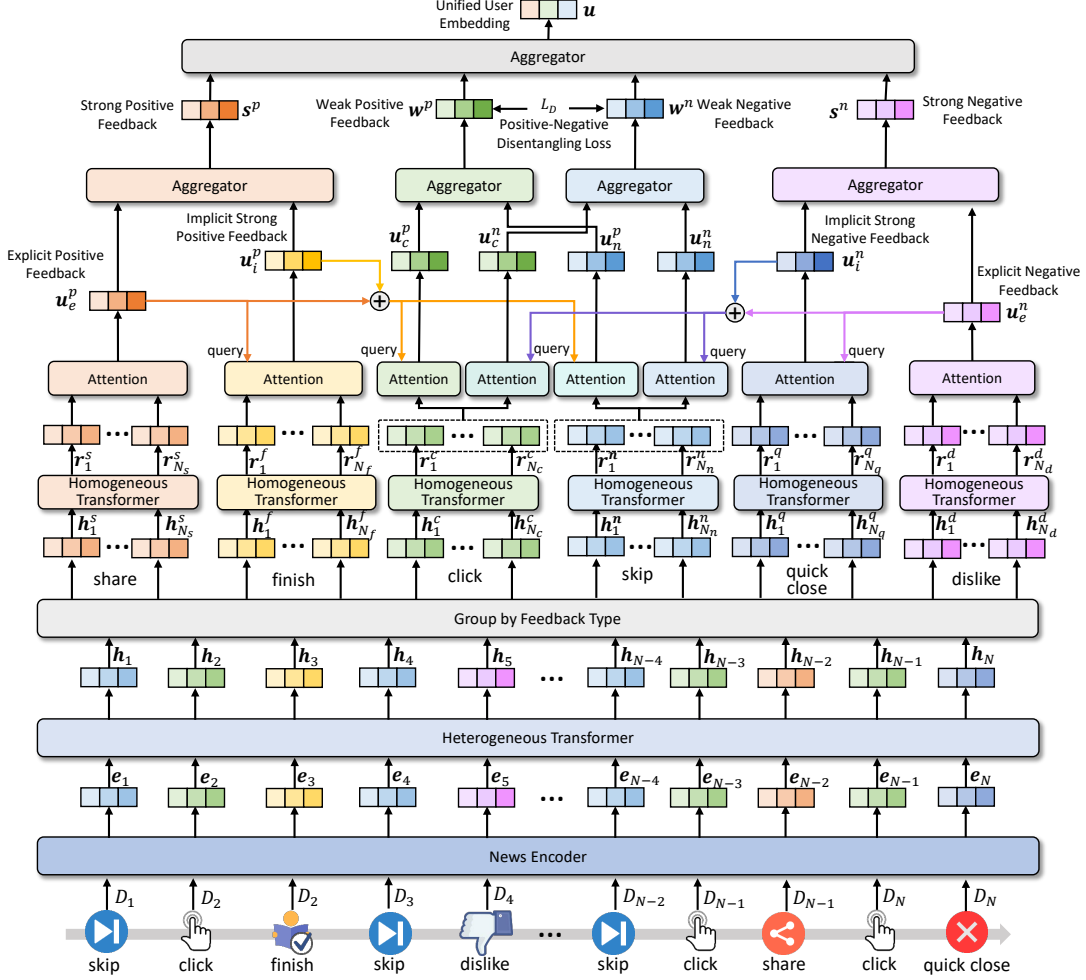 Unified User
Embedding
u
Aggregator
Strong Positive
Feedback
s^p
Weak Positive
Feedback
w^p
L_D
Positive-Negative
Disentangling Loss
w^n
Weak Negative
Feedback
s^n
Strong Negative
Feedback
Aggregator
Aggregator
Aggregator
Aggregator
Explicit Positive
Feedback
u_e^p
Implicit Strong
Positive Feedback
u_i^p
u_c^p
u_c^n
u_n^p
u_n^n
Implicit Strong
Negative Feedback
u_i^n
Explicit Negative
Feedback
u_e^n
+
+
query
query
query
query
Attention
Attention
Attention
Attention
Attention
Attention
Attention
Attention
r_1^s ... r_{N_s}^s
r_1^f ... r_{N_f}^f
r_1^c ... r_{N_c}^c
r_1^n ... r_{N_n}^n
r_1^q ... r_{N_q}^q
r_1^d ... r_{N_d}^d
Homogeneous
Transformer
Homogeneous
Transformer
Homogeneous
Transformer
Homogeneous
Transformer
Homogeneous
Transformer
Homogeneous
Transformer
h_1^s ... h_{N_s}^s
h_1^f ... h_{N_f}^f
h_1^c ... h_{N_c}^c
h_1^n ... h_{N_n}^n
h_1^q ... h_{N_q}^q
h_1^d ... h_{N_d}^d
share
finish
click
skip
quick
close
dislike
Group by Feedback Type
h_1 h_2 h_3 h_4 h_5 ... h_{N-4} h_{N-3} h_{N-2} h_{N-1} h_N
Heterogeneous Transformer
e_1 e_2 e_3 e_4 e_5 ... e_{N-4} e_{N-3} e_{N-2} e_{N-1} e_N
News Encoder
D_1 D_2 D_2 D_3 D_4 D_{N-2} D_{N-1} D_{N-1} D_N D_N
skip click finish skip dislike ... skip click share click quick close